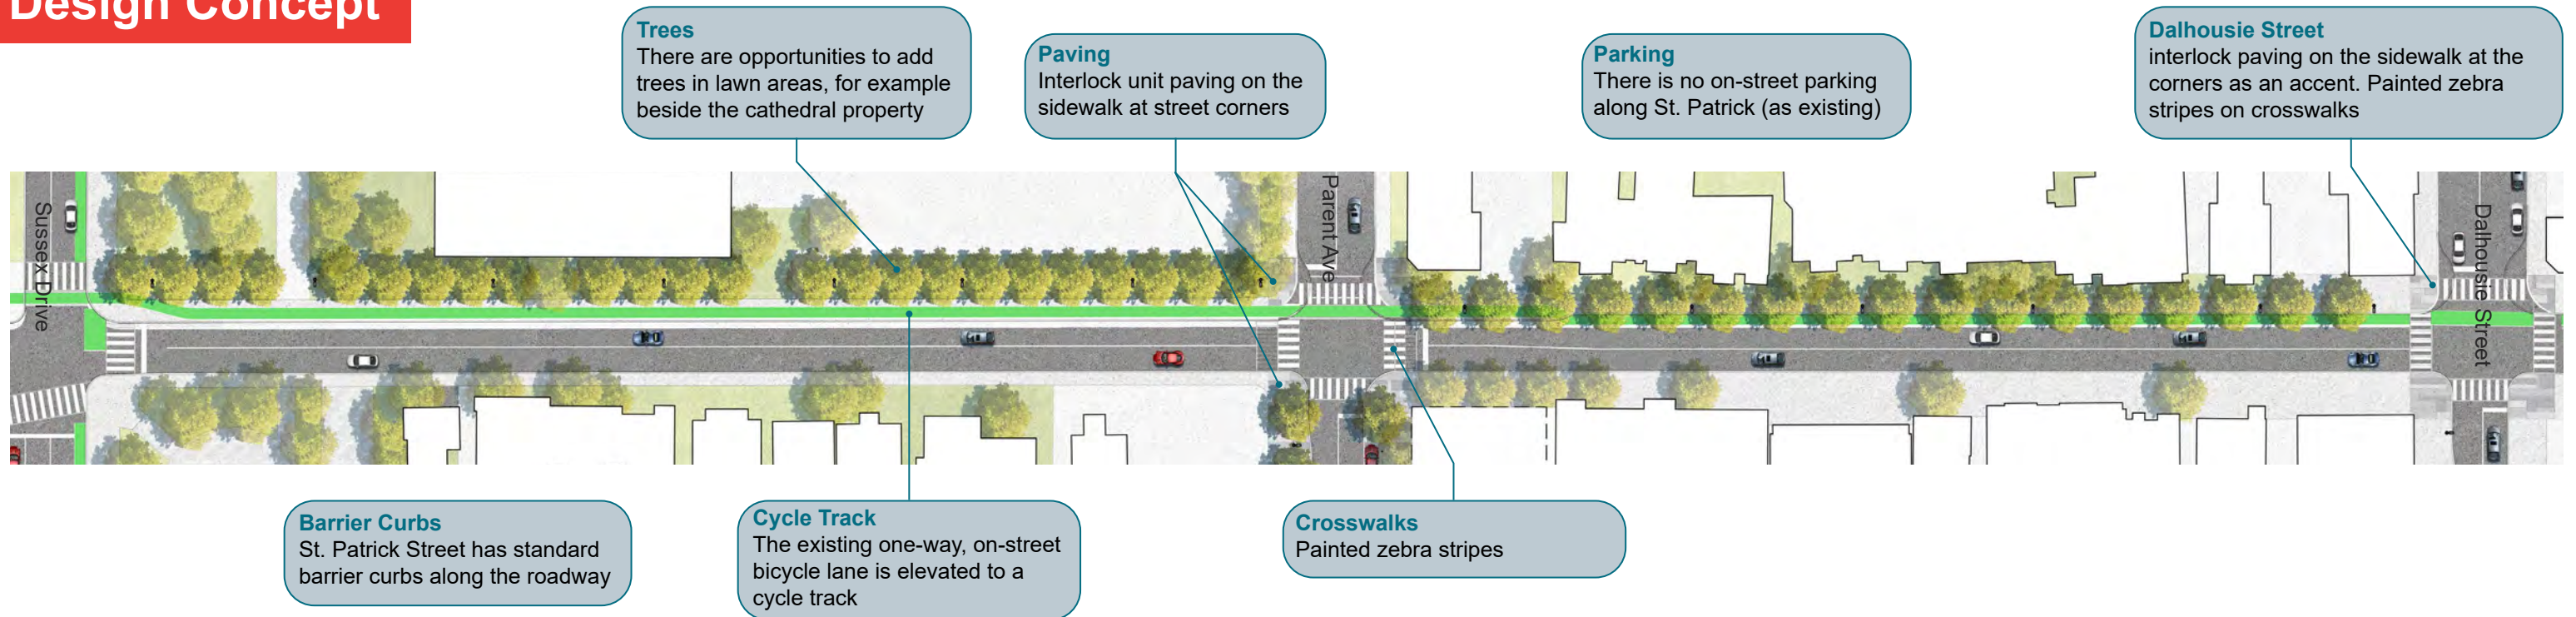 Design Concept
Trees
There are opportunities to add
trees in lawn areas, for example
beside the cathedral property
Paving
Interlock unit paving on the
sidewalk at street corners
Parking
There is no on-street parking
along St. Patrick (as existing)
Dalhousie Street
interlock paving on the sidewalk at the
corners as an accent. Painted zebra
stripes on crosswalks
Sussex Drive
Parent Ave
Dalhousie Street
Barrier Curbs
St. Patrick Street has standard
barrier curbs along the roadway
Cycle Track
The existing one-way, on-street
bicycle lane is elevated to a
cycle track
Crosswalks
Painted zebra stripes